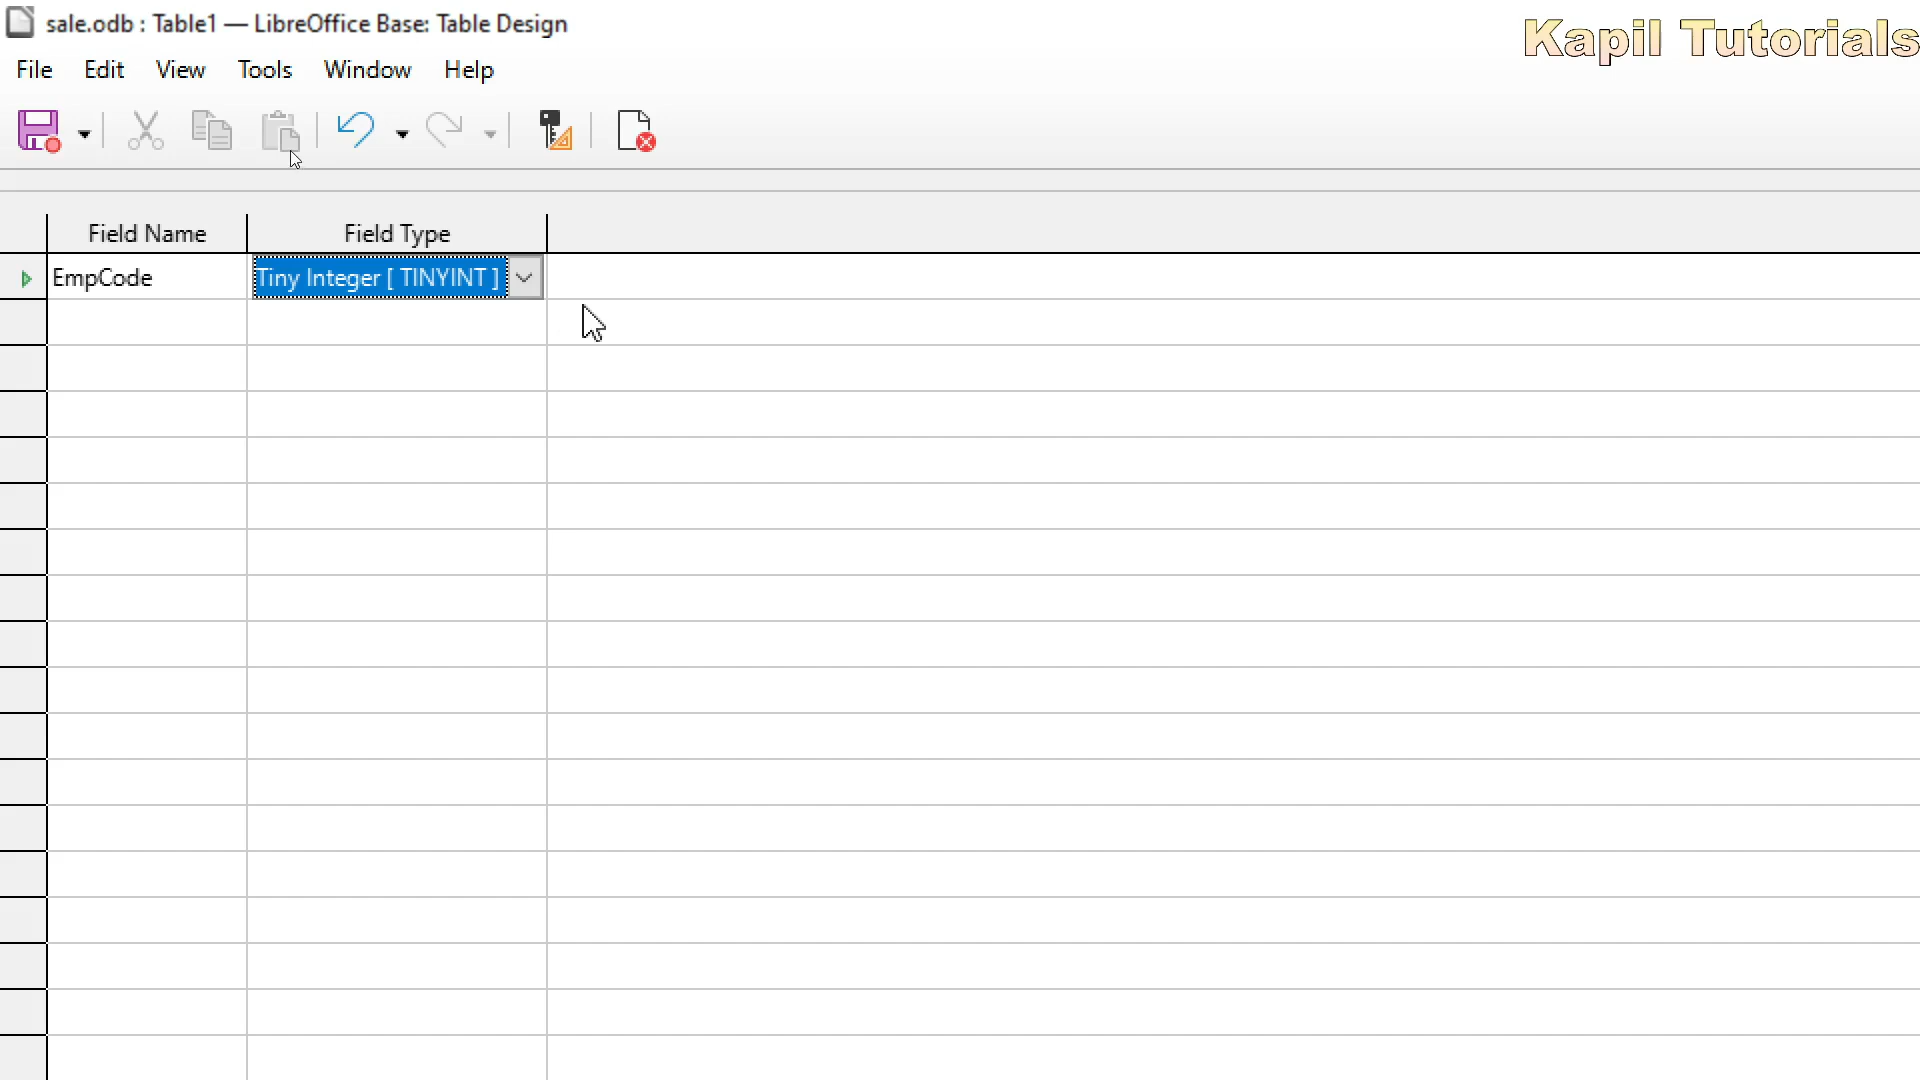 sale.odb : Table1 — LibreOffice Base: Table Design
Kapil Tutorials
File Edit View Tools Window Help
Field Name Field Type
EmpCode Tiny Integer [ TINYINT ]